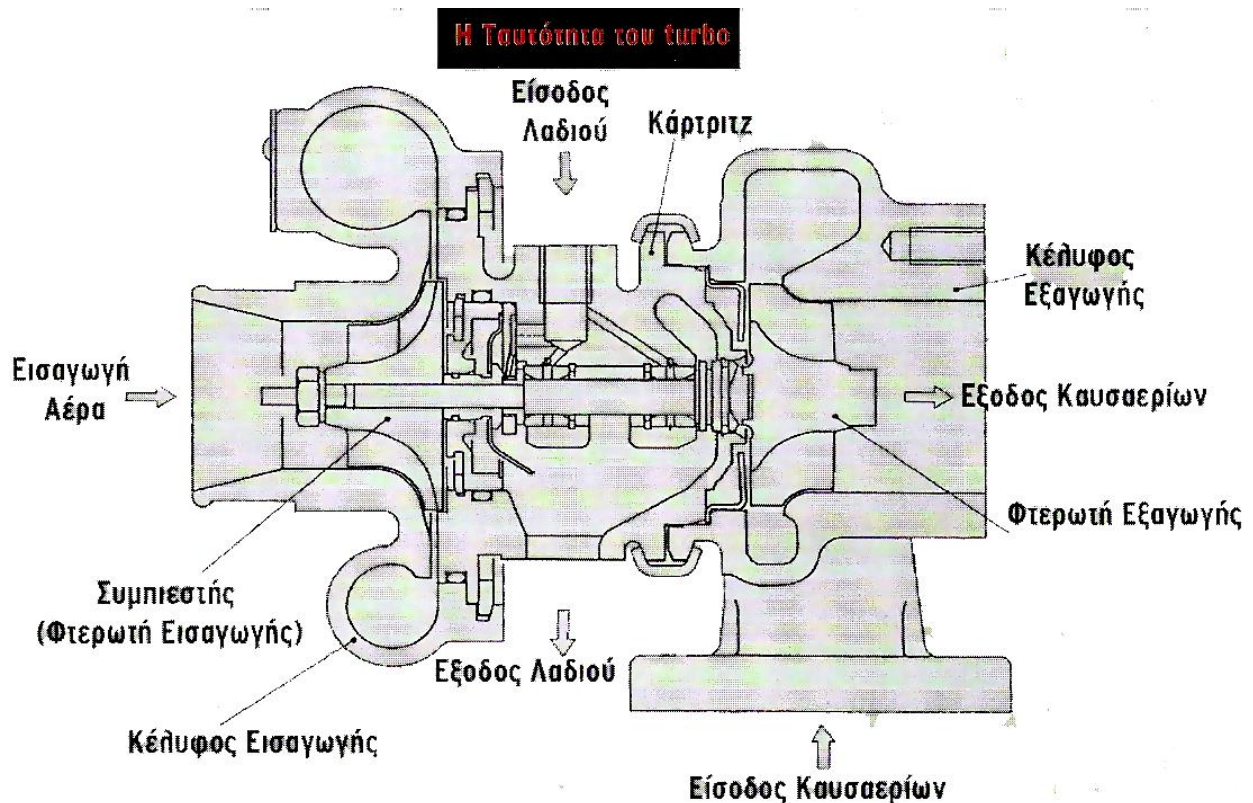 Η Ταυτότητα του turbo
Είσοδος
Λαδιού
Κάρτριτζ
Κέλυφος
Εξαγωγής
Εισαγωγή
Αέρα
Εξοδος Καυσαερίων
Φτερωτή Εξαγωγής
Συμπιεστής
(Φτερωτή Εισαγωγής)
Εξοδος Λαδιού
Κέλυφος Εισαγωγής
Είσοδος Καυσαερίων